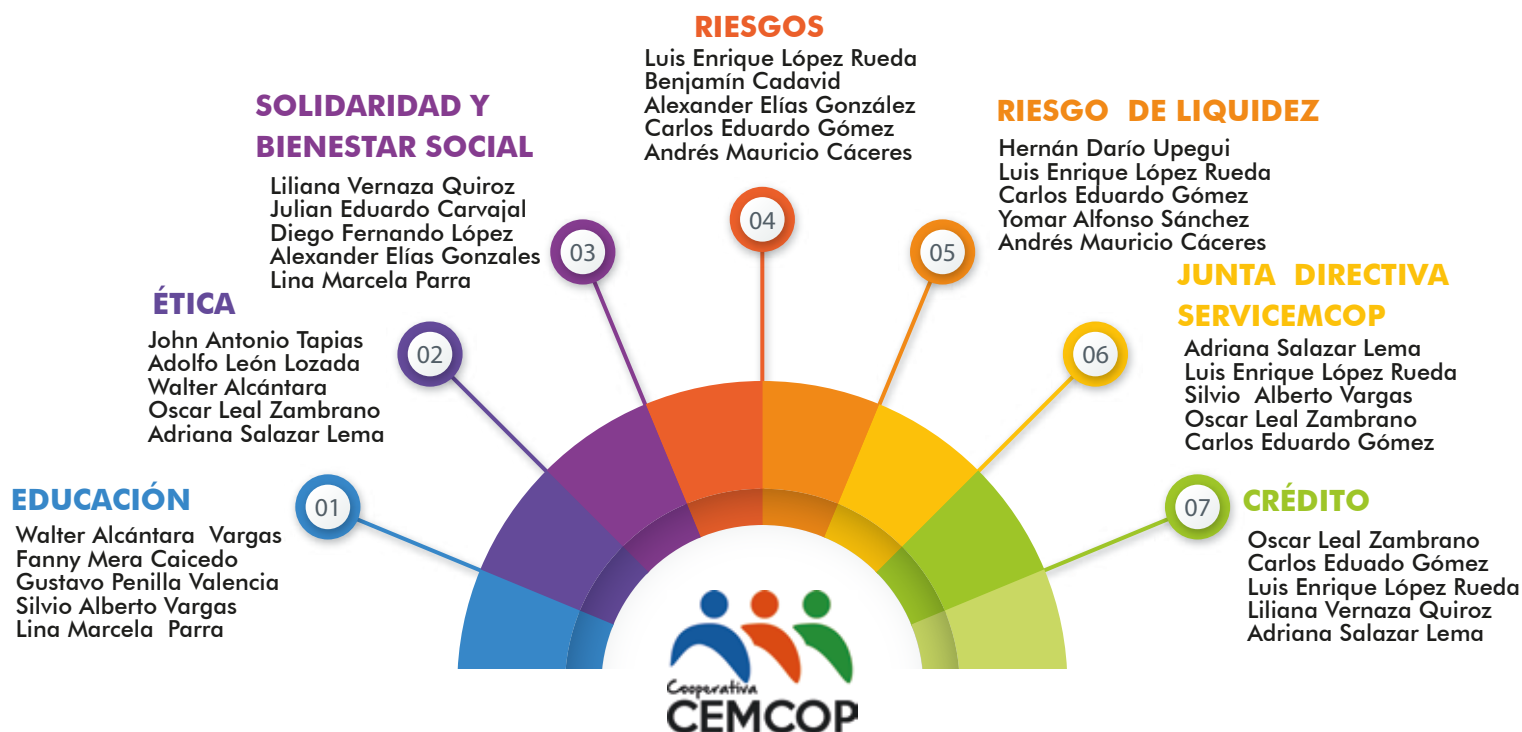 EDUCACIÓN
Walter Alcántara Vargas
Fanny Mera Caicedo
Gustavo Penilla Valencia
Silvio Alberto Vargas
Lina Marcela Parra
01
ÉTICA
John Antonio Tapias
Adolfo León Lozada
Walter Alcántara
Oscar Leal Zambrano
Adriana Salazar Lema
02
SOLIDARIDAD Y
BIENESTAR SOCIAL
Liliana Vernaza Quiroz
Julian Eduardo Carvajal
Diego Fernando López
Alexander Elías Gonzales
Lina Marcela Parra
03
RIESGOS
Luis Enrique López Rueda
Benjamín Cadavid
Alexander Elías González
Carlos Eduardo Gómez
Andrés Mauricio Cáceres
04
RIESGO DE LIQUIDEZ
Hernán Darío Upegui
Luis Enrique López Rueda
Carlos Eduardo Gómez
Yomar Alfonso Sánchez
Andrés Mauricio Cáceres
05
JUNTA DIRECTIVA
SERVICEMCOP
Adriana Salazar Lema
Luis Enrique López Rueda
Silvio Alberto Vargas
Oscar Leal Zambrano
Carlos Eduardo Gómez
06
CRÉDITO
Oscar Leal Zambrano
Carlos Eduado Gómez
Luis Enrique López Rueda
Liliana Vernaza Quiroz
Adriana Salazar Lema
07
Cooperativa
CEMCOP